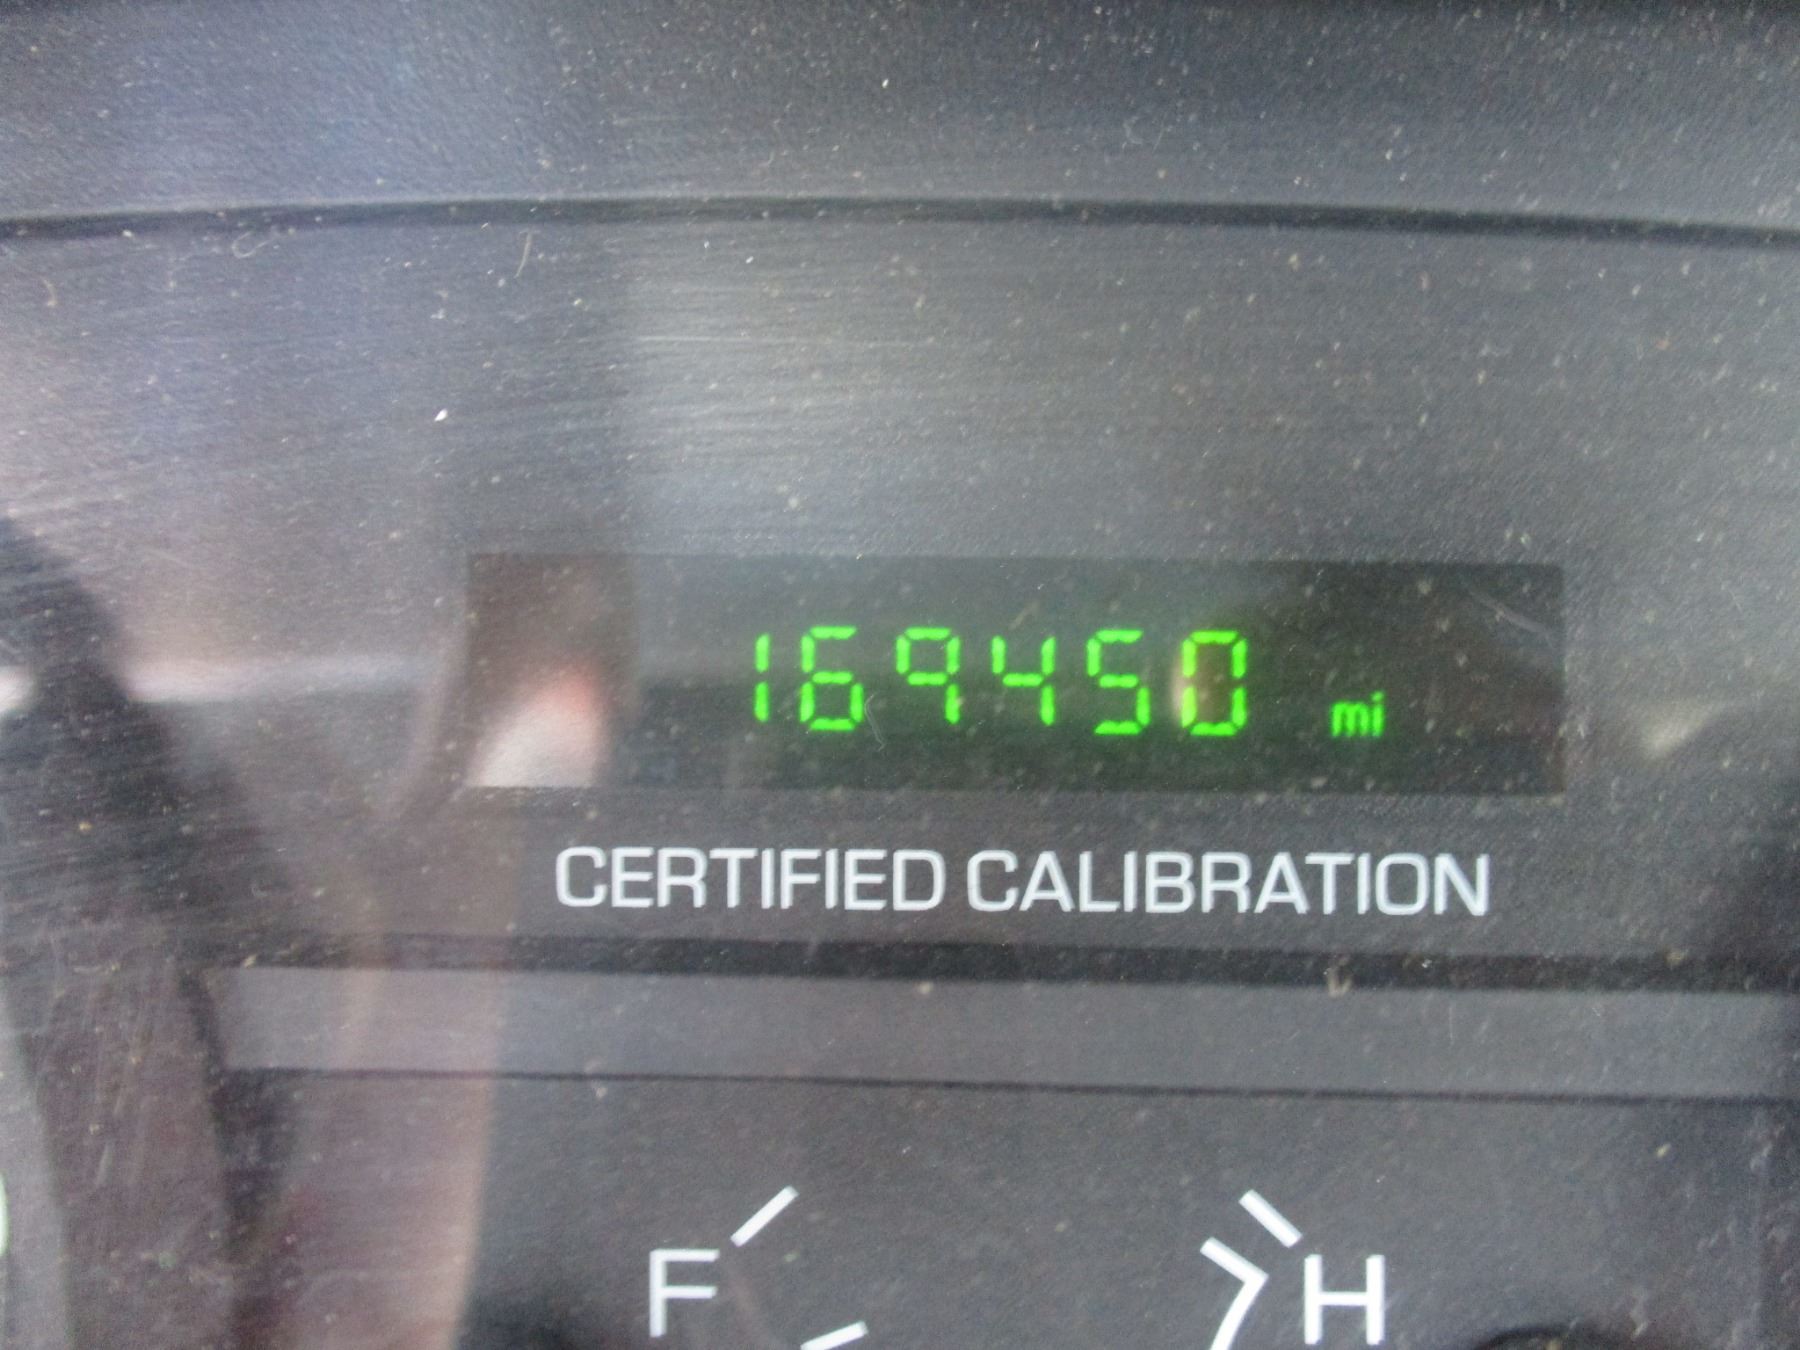 169450 mi
CERTIFIED CALIBRATION
F H